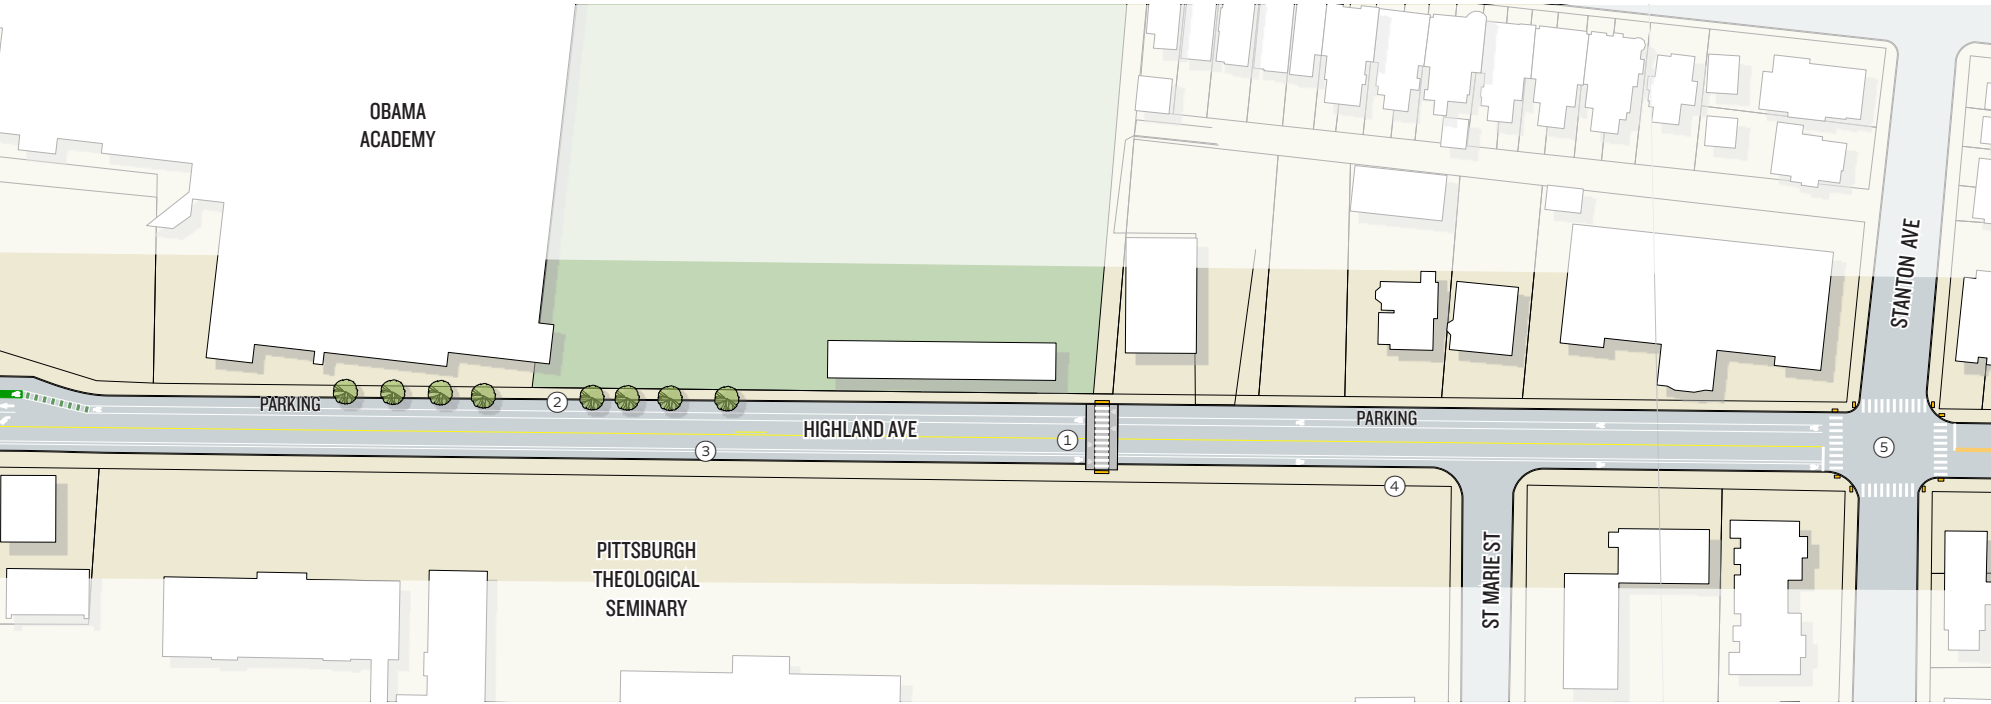 OBAMA
ACADEMY
STANTON AVE
PARKING
2
HIGHLAND AVE
PARKING
1
3
5
4
PITTSBURGH
THEOLOGICAL
SEMINARY
ST MARIE ST